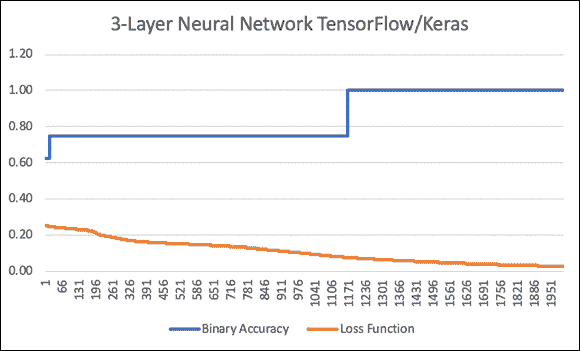 3-Layer Neural Network TensorFlow/Keras
1.20
1.00
0.80
0.60
0.40
0.20
0.00
1 66 131 196 261 326 391 456 521 586 651 716 781 846 911 976 1041 1106 1171 1236 1301 1366 1431 1496 1561 1626 1691 1756 1821 1886 1951
Binary Accuracy Loss Function